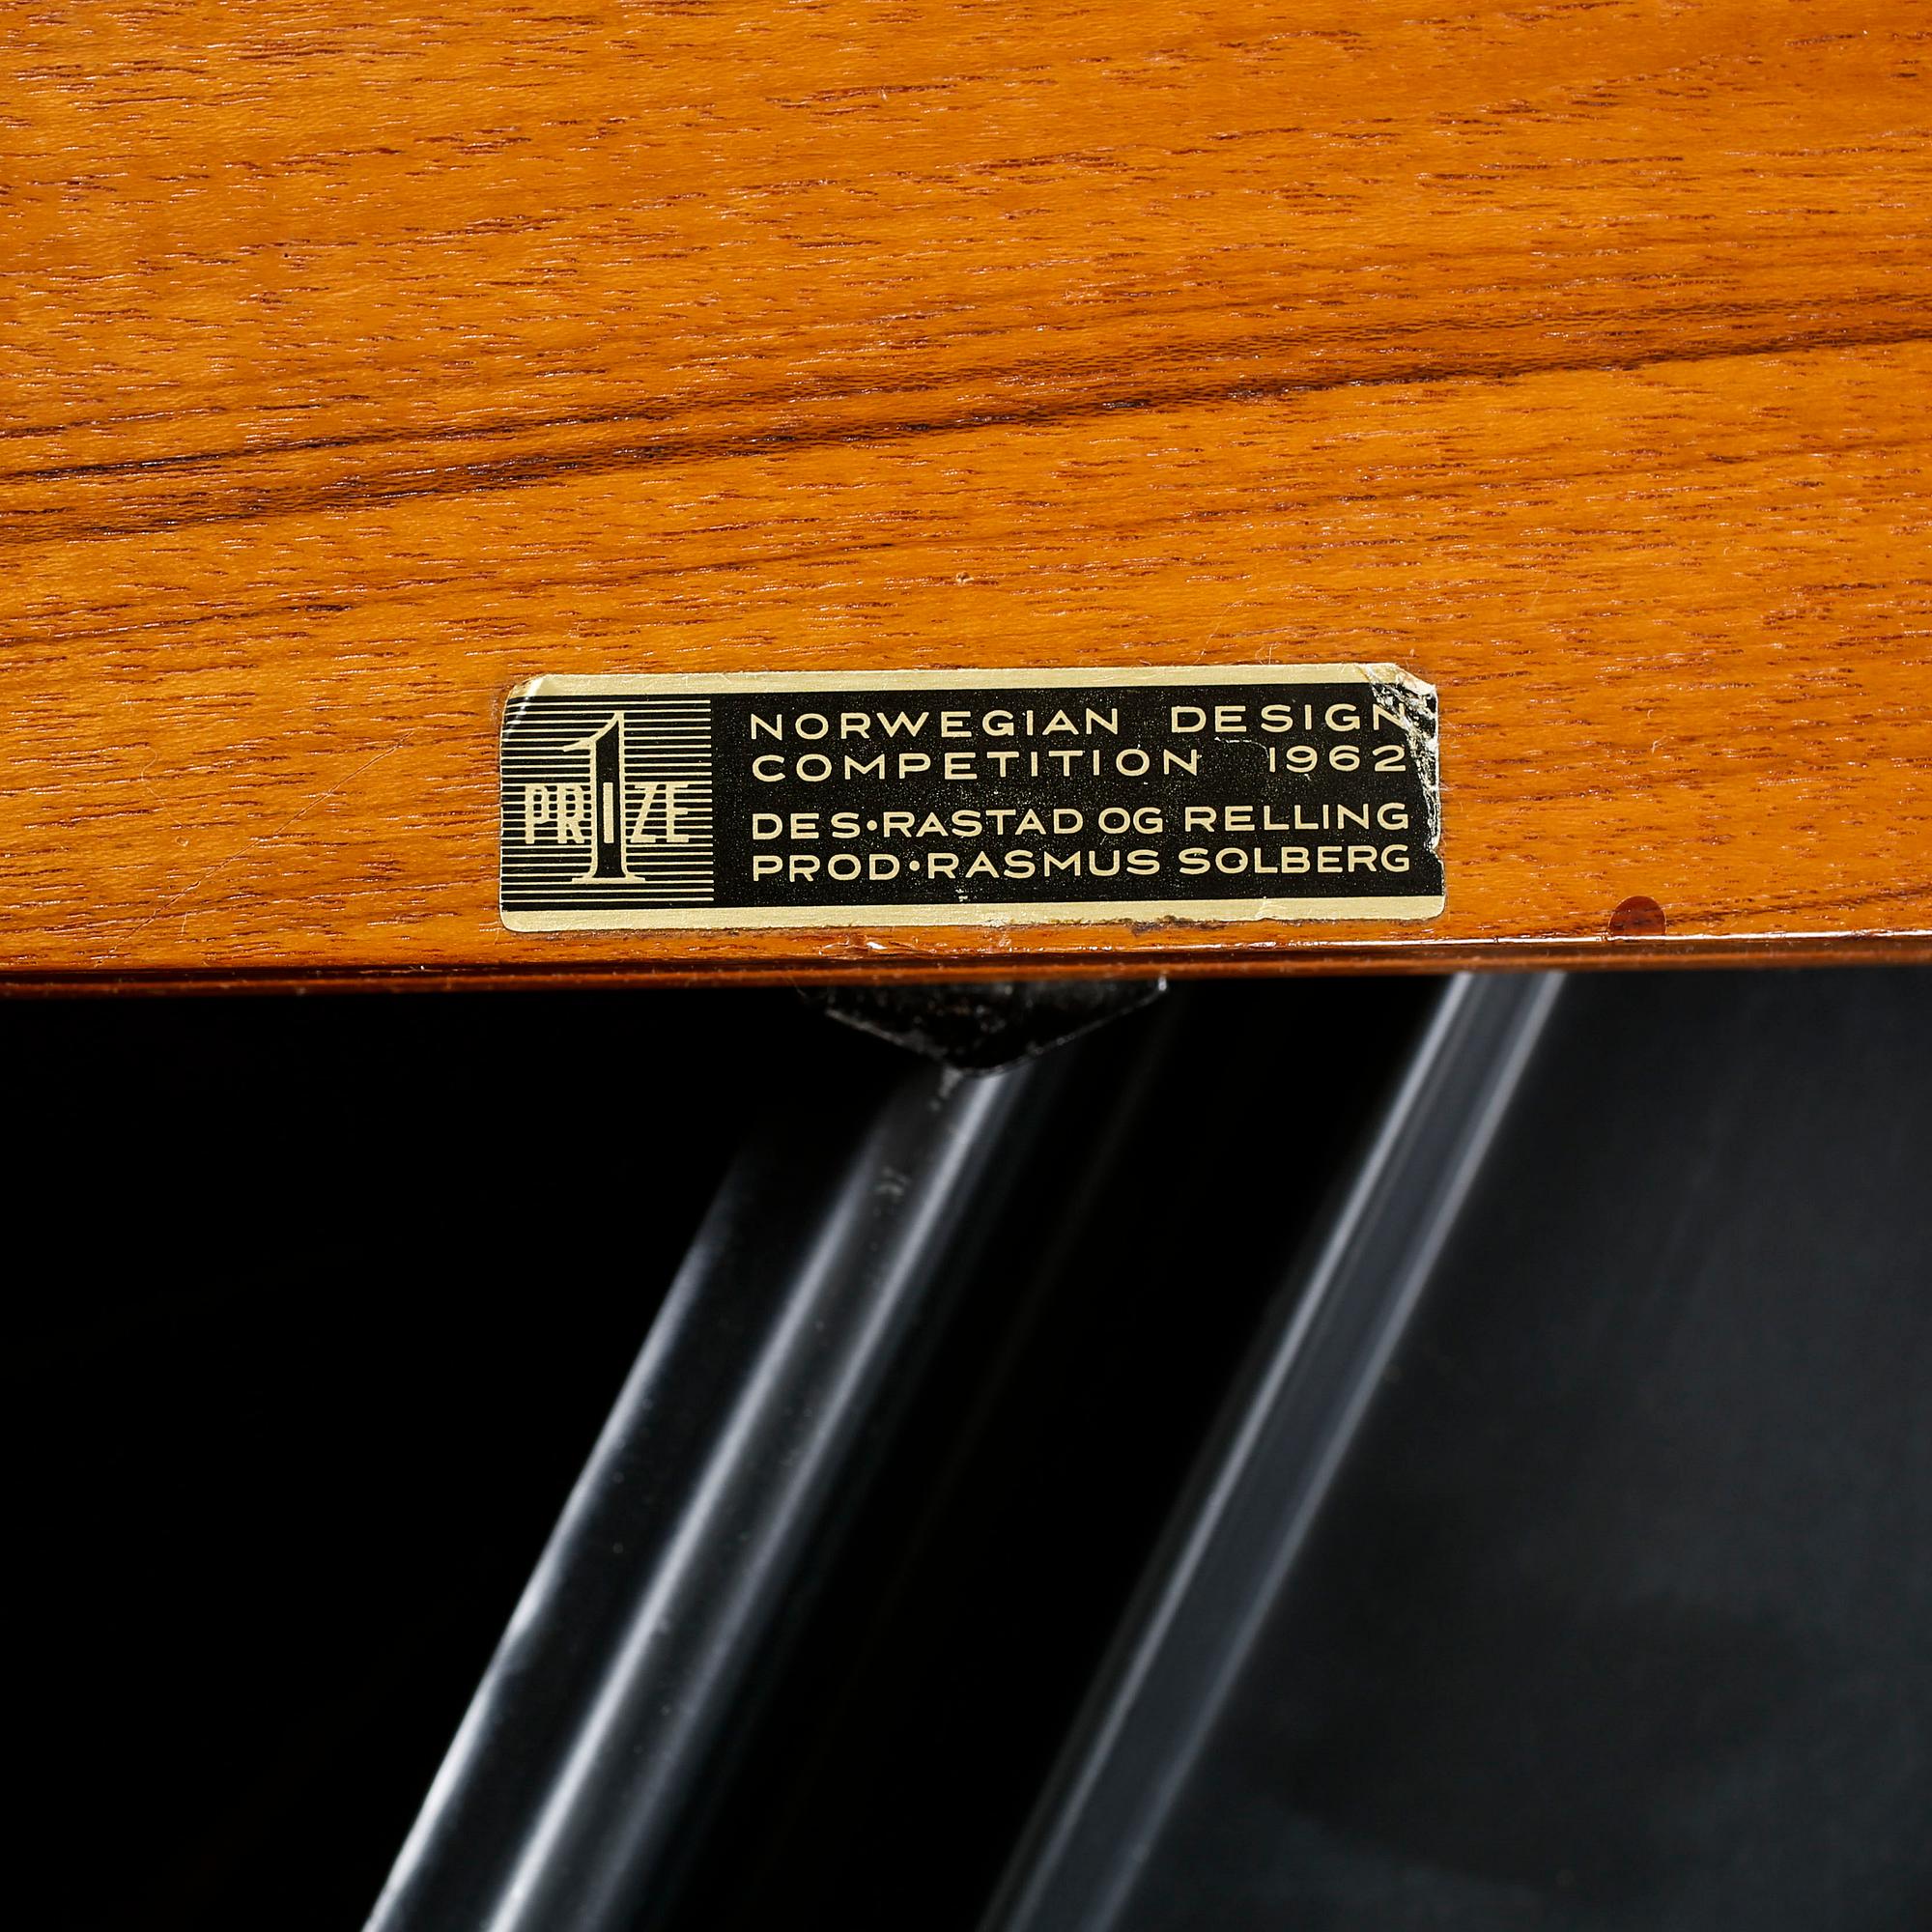 1
PRIZE
NORWEGIAN DESIGN
COMPETITION 1962
DES•RASTAD OG RELLING
PROD•RASMUS SOLBERG